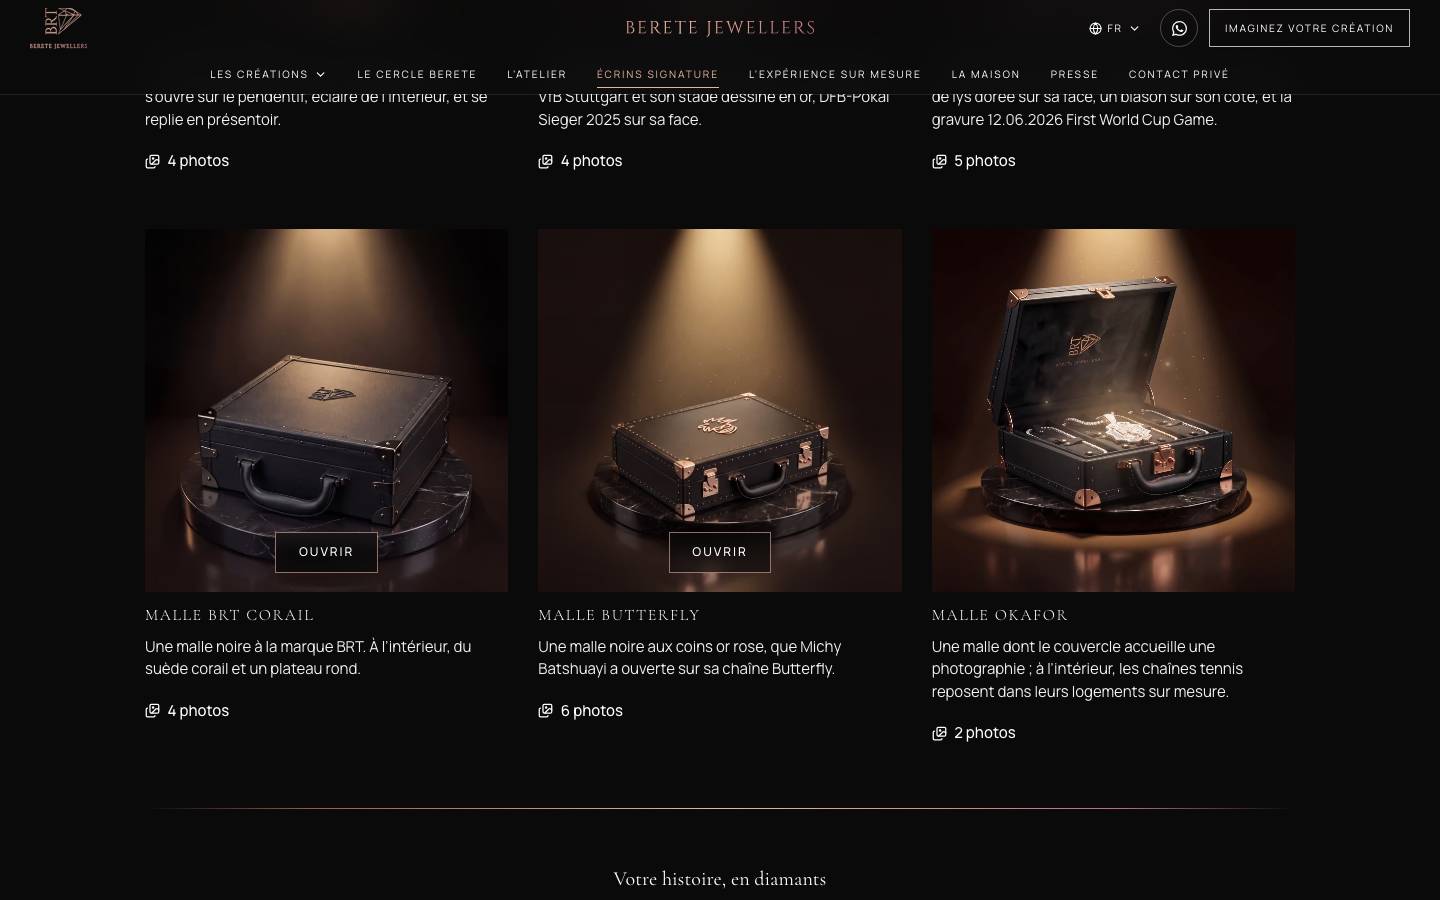 BRT
BERETE JEWELLERS
BERETE JEWELLERS
FR
IMAGINEZ VOTRE CRÉATION
LES CRÉATIONS
LE CERCLE BERETE
L'ATELIER
ÉCRINS SIGNATURE
L'EXPÉRIENCE SUR MESURE
LA MAISON
PRESSE
CONTACT PRIVÉ
s'ouvre sur le pendentif, éclairé de l'intérieur, et se
replie en présentoir.
4 photos
VfB Stuttgart et son stade dessiné en or, DFB-Pokal
Sieger 2025 sur sa face.
4 photos
de lys dorée sur sa face, un blason sur son côté, et la
gravure 12.06.2026 First World Cup Game.
5 photos
BRT
OUVRIR
MALLE BRT CORAIL
Une malle noire à la marque BRT. À l'intérieur, du
suède corail et un plateau rond.
4 photos
OUVRIR
MALLE BUTTERFLY
Une malle noire aux coins or rose, que Michy
Batshuayi a ouverte sur sa chaîne Butterfly.
6 photos
BRT
MALLE OKAFOR
Une malle dont le couvercle accueille une
photographie ; à l'intérieur, les chaînes tennis
reposent dans leurs logements sur mesure.
2 photos
Votre histoire, en diamants